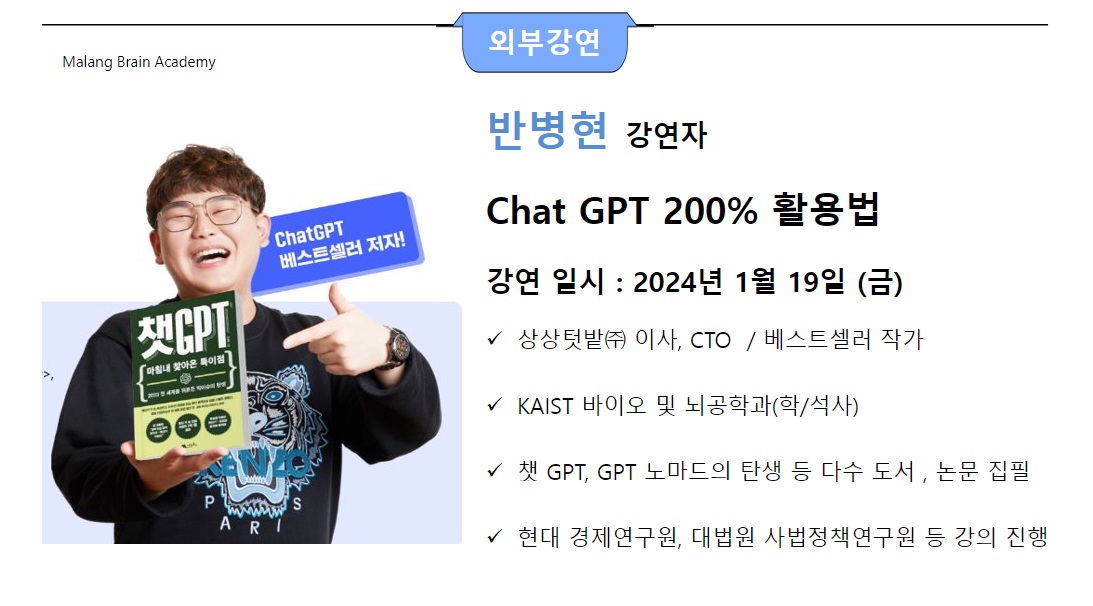 외부강연
Malang Brain Academy
반병현 강연자
Chat GPT 200% 활용법
강연 일시 : 2024년 1월 19일 (금)
✓ 상상텃밭㈜ 이사, CTO / 베스트셀러 작가
✓ KAIST 바이오 및 뇌공학과(학/석사)
✓ 챗 GPT, GPT 노마드의 탄생 등 다수 도서 , 논문 집필
✓ 현대 경제연구원, 대법원 사법정책연구원 등 강의 진행
ChatGPT
베스트셀러 저자!
챗GPT
마침내 찾아온 특이점
KENZO
PARIS